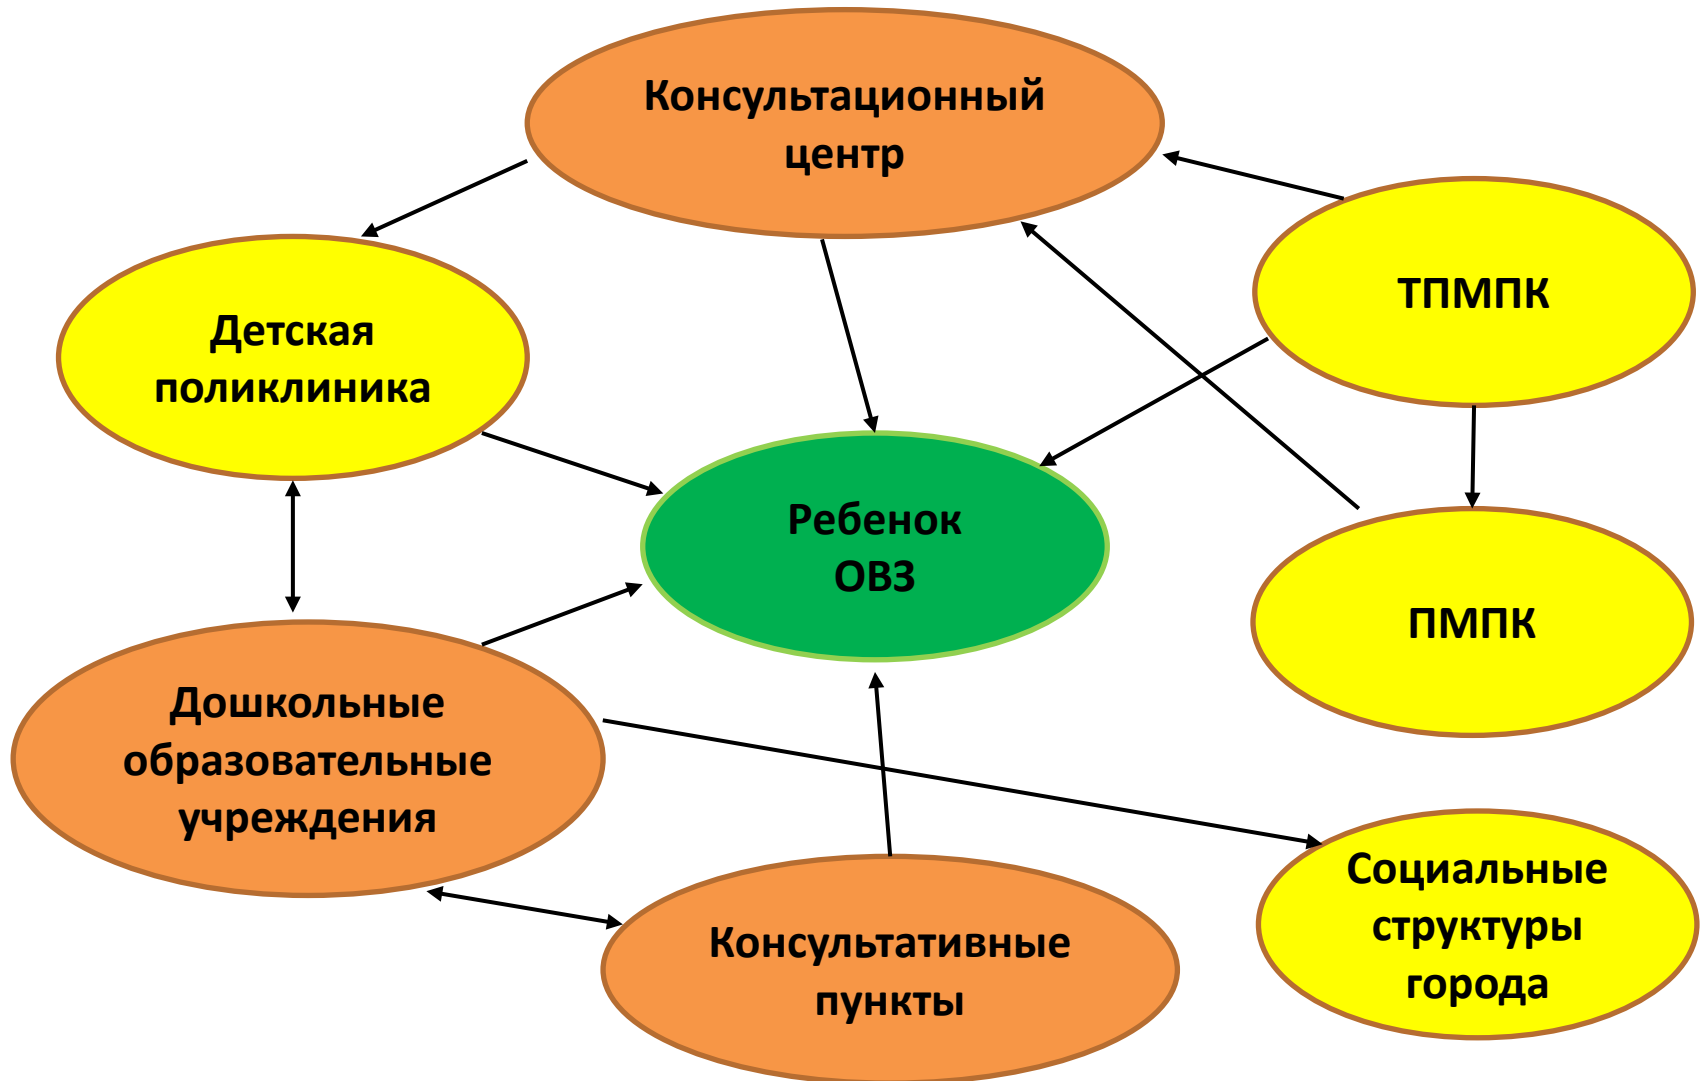 Консультационный
центр
ТПМПК
Детская
поликлиника
Ребенок
ОВЗ
ПМПК
Дошкольные
образовательные
учреждения
Социальные
структуры
города
Консультативные
пункты